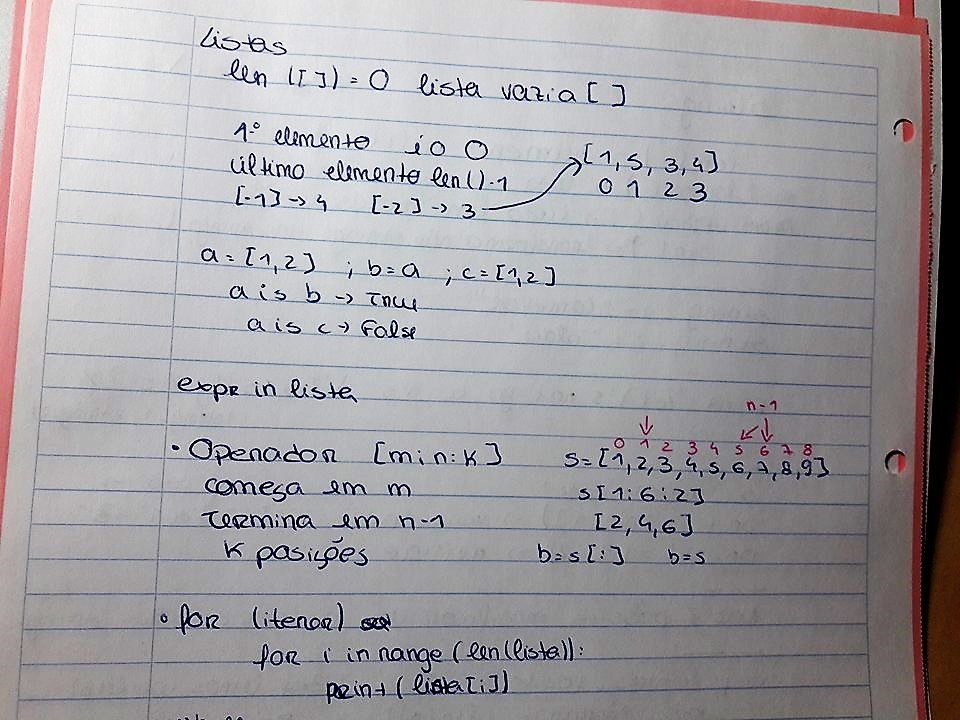 Listas
len ([]) = 0 lista vazia [ ]
1.º elemento i o 0
último elemento len()-1
[1, 5, 3, 4]
0 1 2 3
[-1] → 4 [-2] → 3
a = [1,2] ; b = a ; c = [1,2]
a is b → True
a is c → False
expr in lista
n-1
• Operador [m:n:k]
0 1 2 3 4 5 6 7 8
s = [1, 2, 3, 4, 5, 6, 7, 8, 9]
começa em m
s[1:6:2]
Termina em n-1
[2, 4, 6]
k posições
b = s[:] b = s
• for (iterar)
for i in range (len(lista)):
print (lista[i])